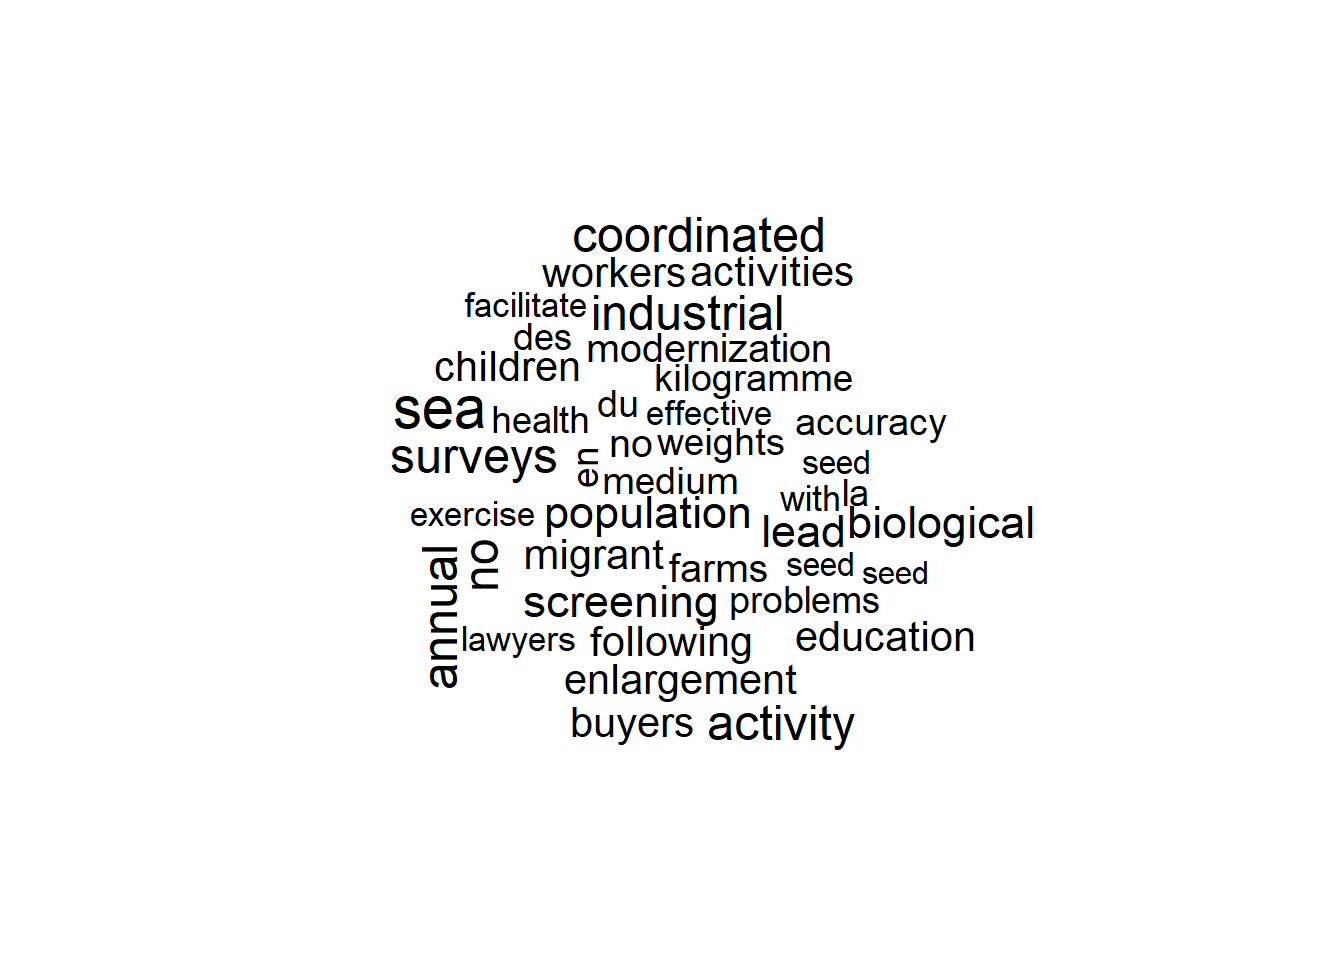 coordinated
workers activities
facilitate industrial
des modernization
children kilogramme
sea health du effective accuracy
surveys en no weights seed
medium with la
exercise population lead biological
annual no migrant farms seed seed
screening problems
lawyers following education
enlargement
buyers activity